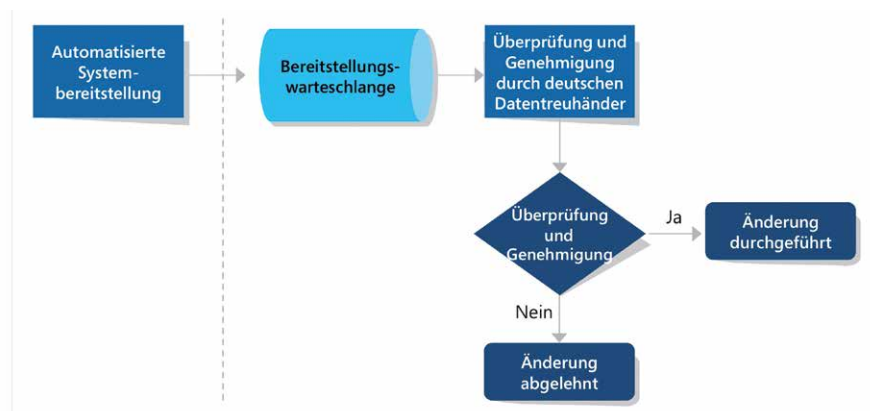 Automatisierte
System-
bereitstellung
Bereitstellungs-
warteschlange
Überprüfung und
Genehmigung
durch deutschen
Datentreuhänder
Überprüfung
und
Genehmigung
Ja
Änderung
durchgeführt
Nein
Änderung
abgelehnt